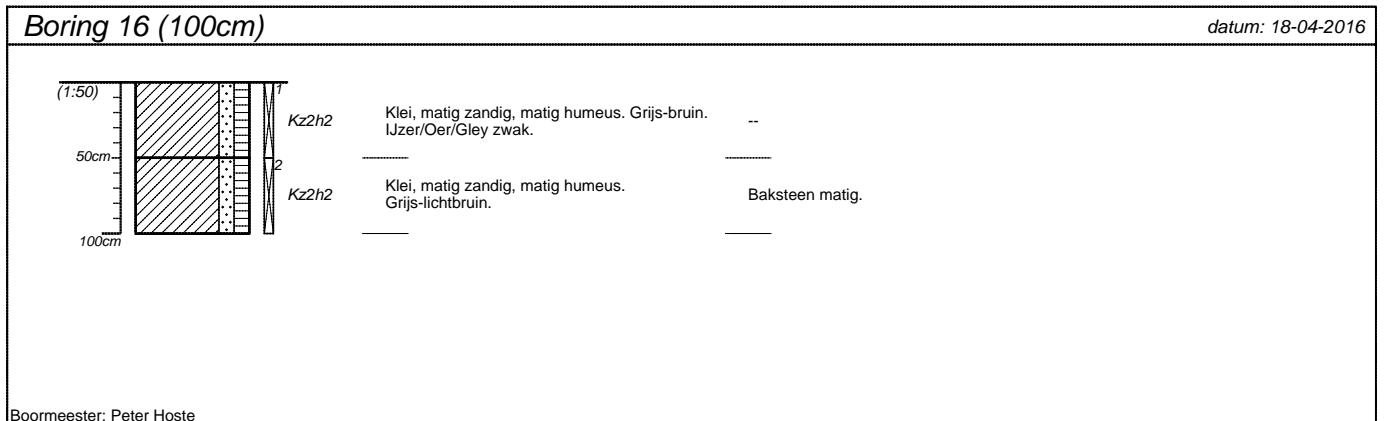 Boring 16 (100cm)
datum: 18-04-2016
(1:50)
1
Kz2h2
Klei, matig zandig, matig humeus. Grijs-bruin.
IJzer/Oer/Gley zwak.
--
50cm
2
Kz2h2
Klei, matig zandig, matig humeus.
Grijs-lichtbruin.
Baksteen matig.
100cm
Boormeester: Peter Hoste